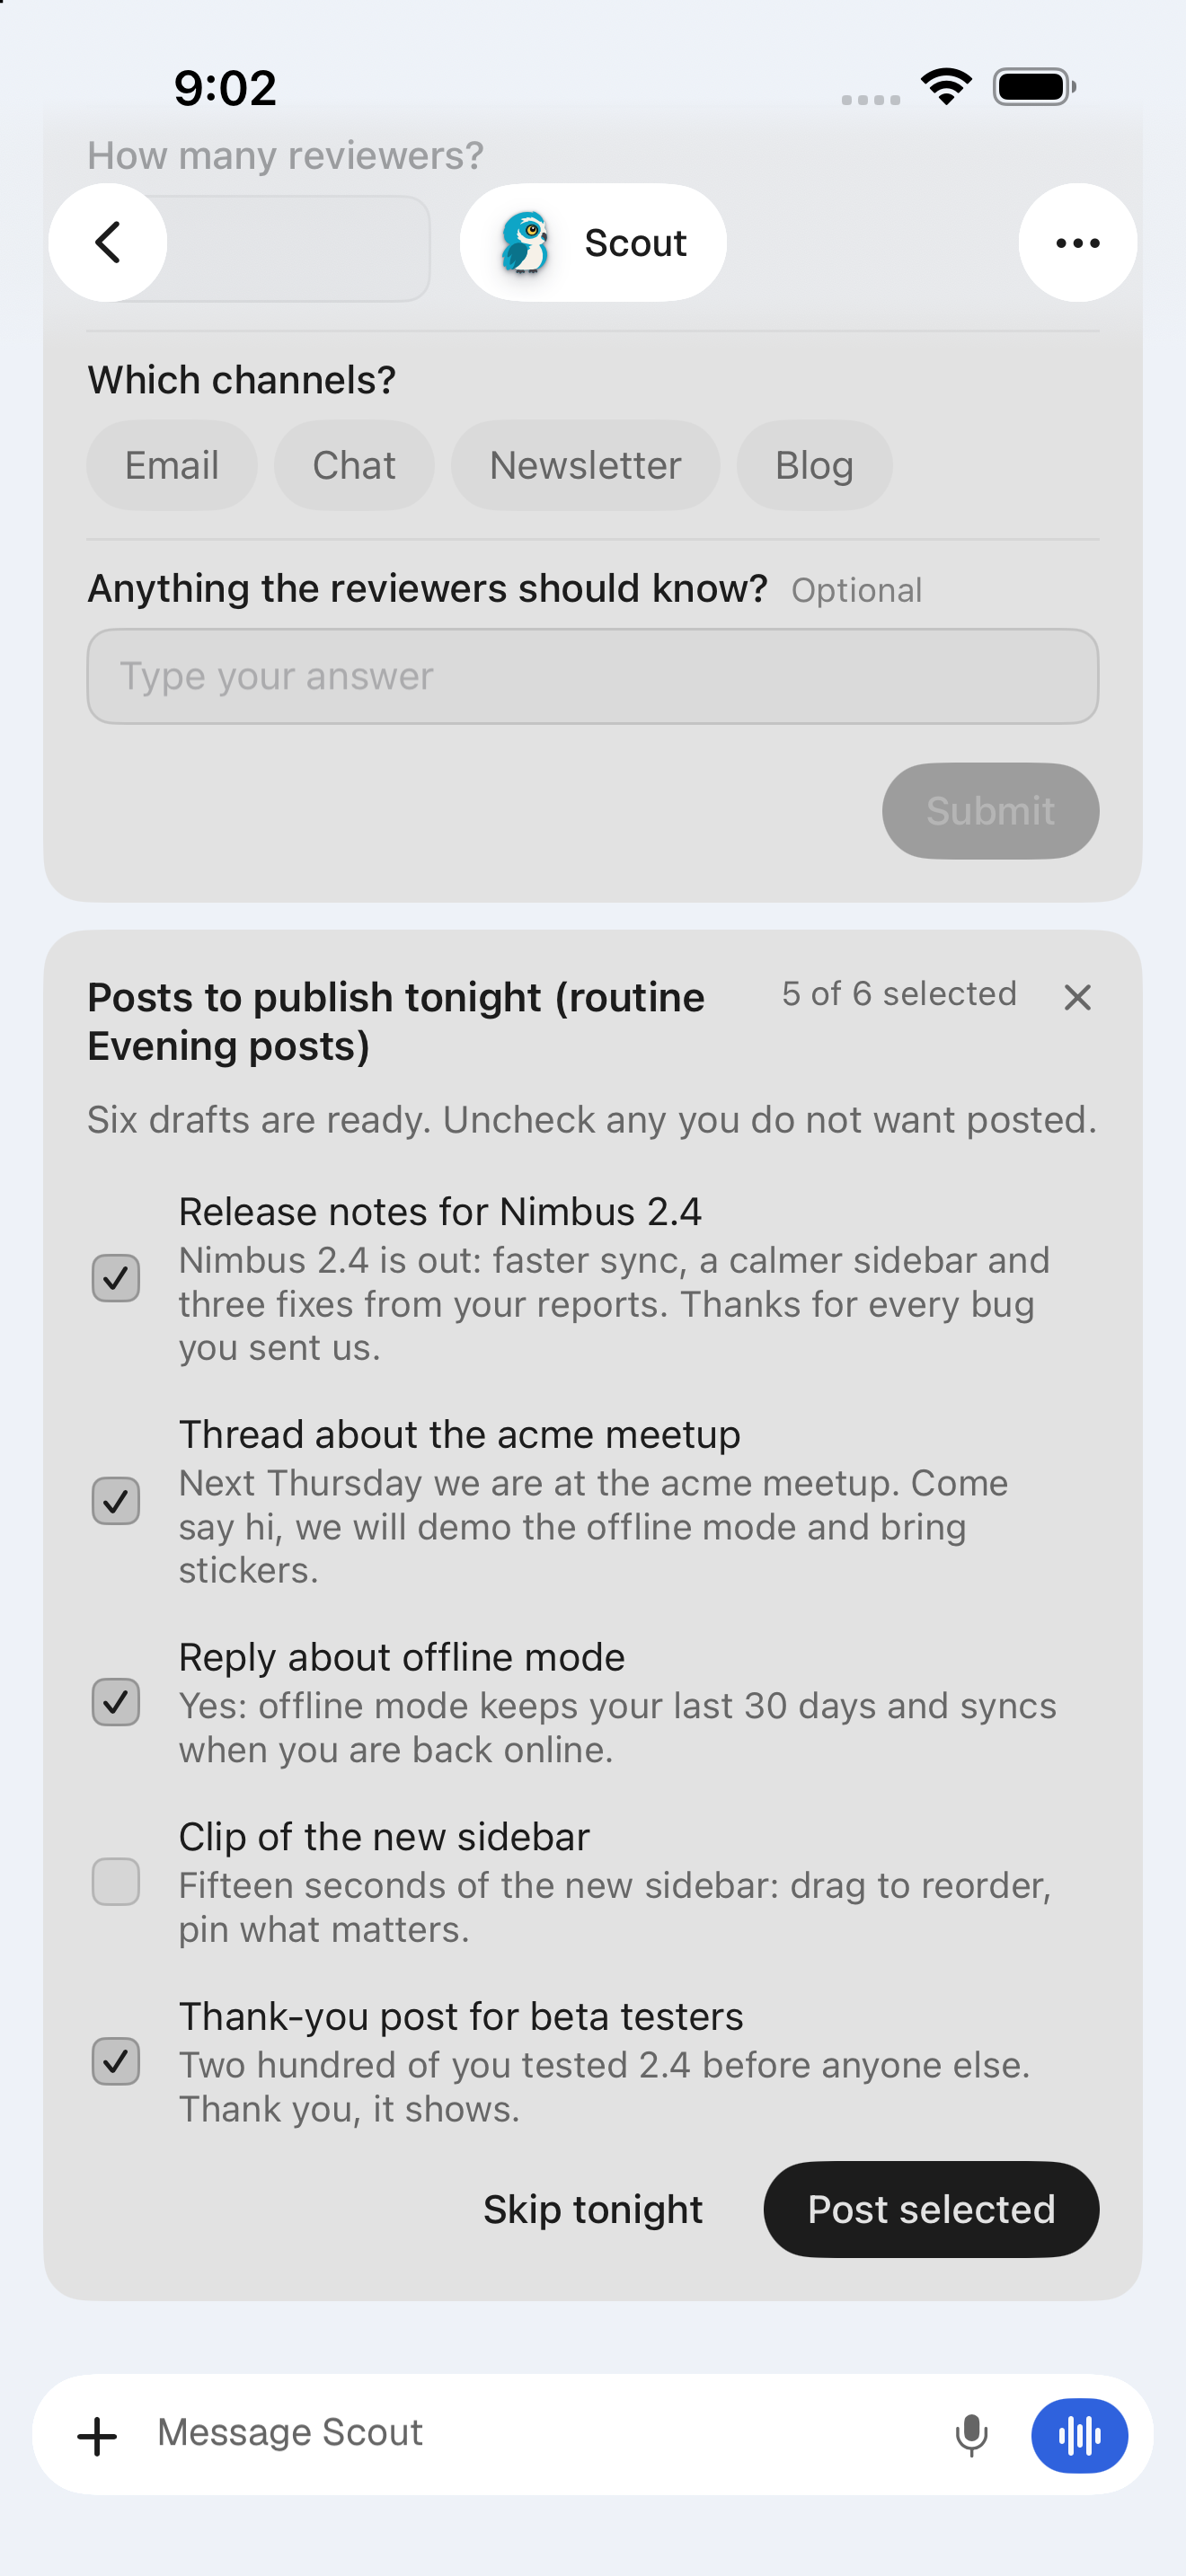 9:02
How many reviewers?
Scout
Which channels?
Email
Chat
Newsletter
Blog
Anything the reviewers should know? Optional
Type your answer
Submit
Posts to publish tonight (routine
Evening posts)
5 of 6 selected
Six drafts are ready. Uncheck any you do not want posted.
Release notes for Nimbus 2.4
Nimbus 2.4 is out: faster sync, a calmer sidebar and
three fixes from your reports. Thanks for every bug
you sent us.
Thread about the acme meetup
Next Thursday we are at the acme meetup. Come
say hi, we will demo the offline mode and bring
stickers.
Reply about offline mode
Yes: offline mode keeps your last 30 days and syncs
when you are back online.
Clip of the new sidebar
Fifteen seconds of the new sidebar: drag to reorder,
pin what matters.
Thank-you post for beta testers
Two hundred of you tested 2.4 before anyone else.
Thank you, it shows.
Skip tonight
Post selected
Message Scout